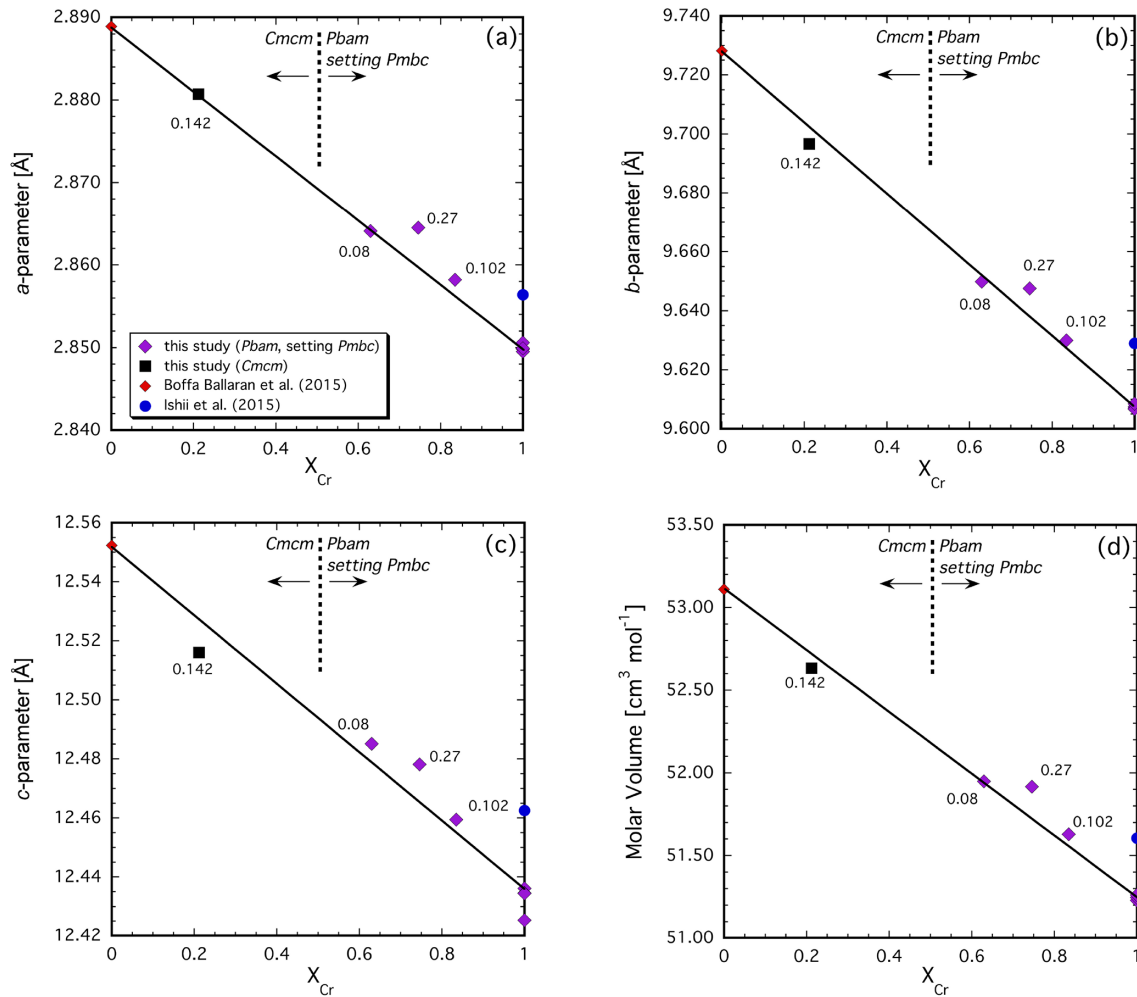 (a)
Cmcm Pbam
setting Pmbc
2.890
2.880
2.870
2.860
2.850
2.840
a-parameter [Å]
0.142
0.08
0.27
0.102
this study (Pbam, setting Pmbc)
this study (Cmcm)
Boffa Ballaran et al. (2015)
Ishii et al. (2015)
0 0.2 0.4 0.6 0.8 1
X_Cr
(b)
Cmcm Pbam
setting Pmbc
9.740
9.720
9.700
9.680
9.660
9.640
9.620
9.600
b-parameter [Å]
0.142
0.08
0.27
0.102
0 0.2 0.4 0.6 0.8 1
X_Cr
(c)
Cmcm Pbam
setting Pmbc
12.56
12.54
12.52
12.50
12.48
12.46
12.44
12.42
c-parameter [Å]
0.142
0.08
0.27
0.102
0 0.2 0.4 0.6 0.8 1
X_Cr
(d)
Cmcm Pbam
setting Pmbc
53.50
53.00
52.50
52.00
51.50
51.00
Molar Volume [cm³ mol⁻¹]
0.142
0.08
0.27
0.102
0 0.2 0.4 0.6 0.8 1
X_Cr